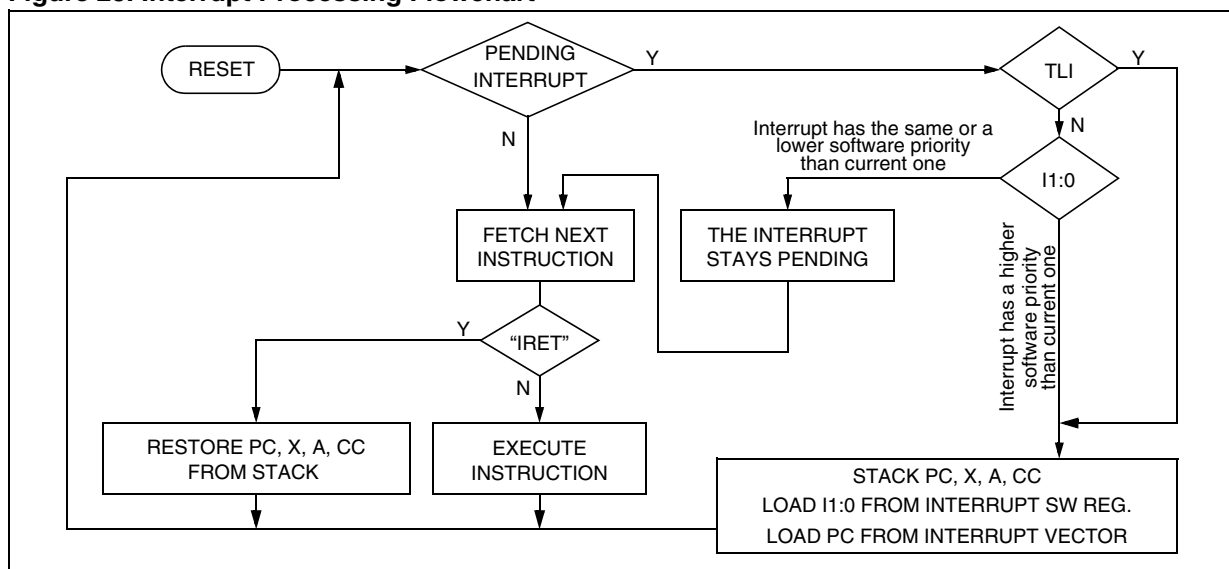 Figure Interrupt Processing Flowchart
RESET
PENDING
INTERRUPT
Y
TLI
Y
N
N
Interrupt has the same or a
lower software priority
than current one
I1:0
FETCH NEXT
INSTRUCTION
THE INTERRUPT
STAYS PENDING
Interrupt has a higher
software priority
than current one
Y
“IRET”
N
RESTORE PC, X, A, CC
FROM STACK
EXECUTE
INSTRUCTION
STACK PC, X, A, CC
LOAD I1:0 FROM INTERRUPT SW REG.
LOAD PC FROM INTERRUPT VECTOR